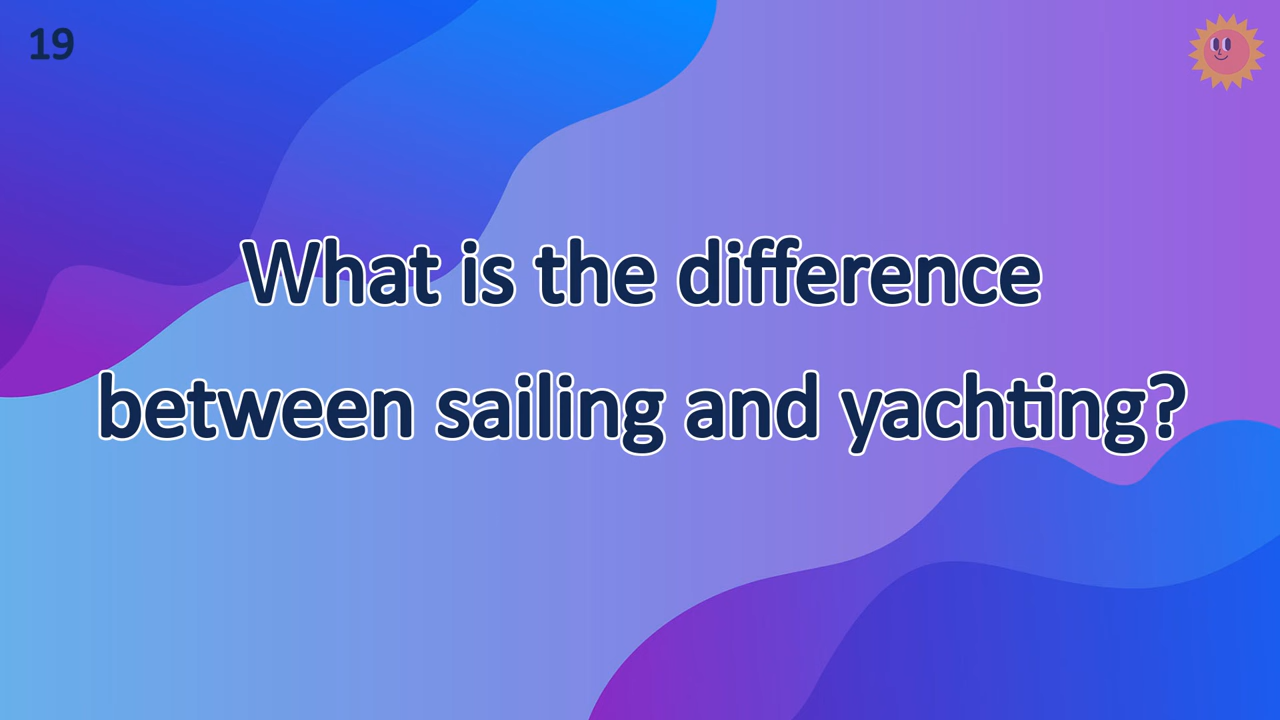 19
What is the difference
between sailing and yachting?